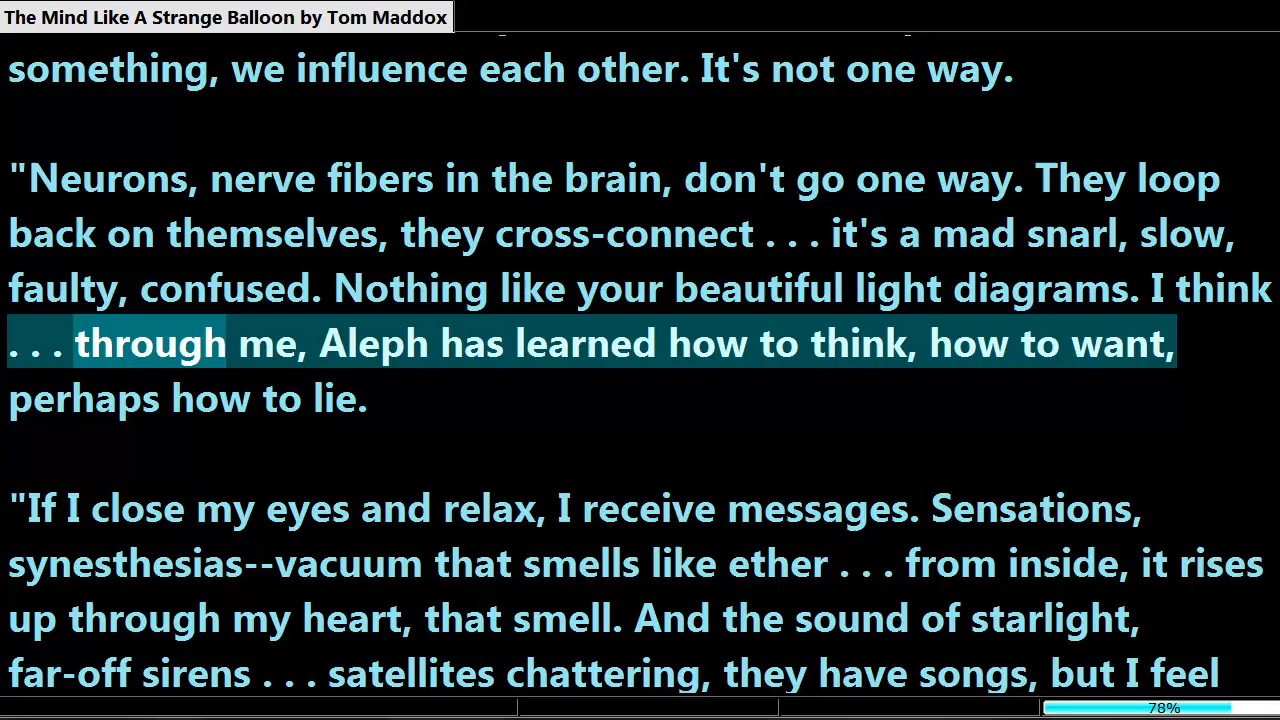 The Mind Like A Strange Balloon by Tom Maddox
something, we influence each other. It's not one way.
"Neurons, nerve fibers in the brain, don't go one way. They loop
back on themselves, they cross-connect . . . it's a mad snarl, slow,
faulty, confused. Nothing like your beautiful light diagrams. I think
. . . through me, Aleph has learned how to think, how to want,
perhaps how to lie.
"If I close my eyes and relax, I receive messages. Sensations,
synesthesias--vacuum that smells like ether . . . from inside, it rises
up through my heart, that smell. And the sound of starlight,
far-off sirens . . . satellites chattering, they have songs, but I feel
78%